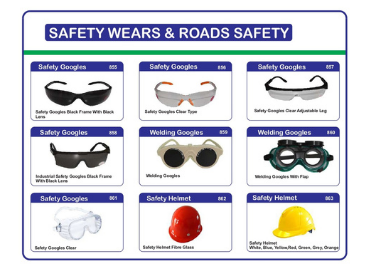 SAFETY WEARS & ROADS SAFETY
Safety Googles 855
Safety Googles Black Frame With Black
Lens
Safety Googles 856
Safety Googles Clear Type
Safety Googles 857
Safety Googles Clear Adjustable Leg
Safety Googles 858
Industrial Safety Googles Black Frame
With Black Lens
Welding Googles 859
Welding Googles
Welding Googles 860
Welding Googles With Flap
Safety Googles 861
Safety Googles Clear
Safety Helmet 862
Safety Helmet Fibre Glass
Safety Helmet 863
Safety Helmet
White, Blue, Yellow,Red, Green, Grey, Orange